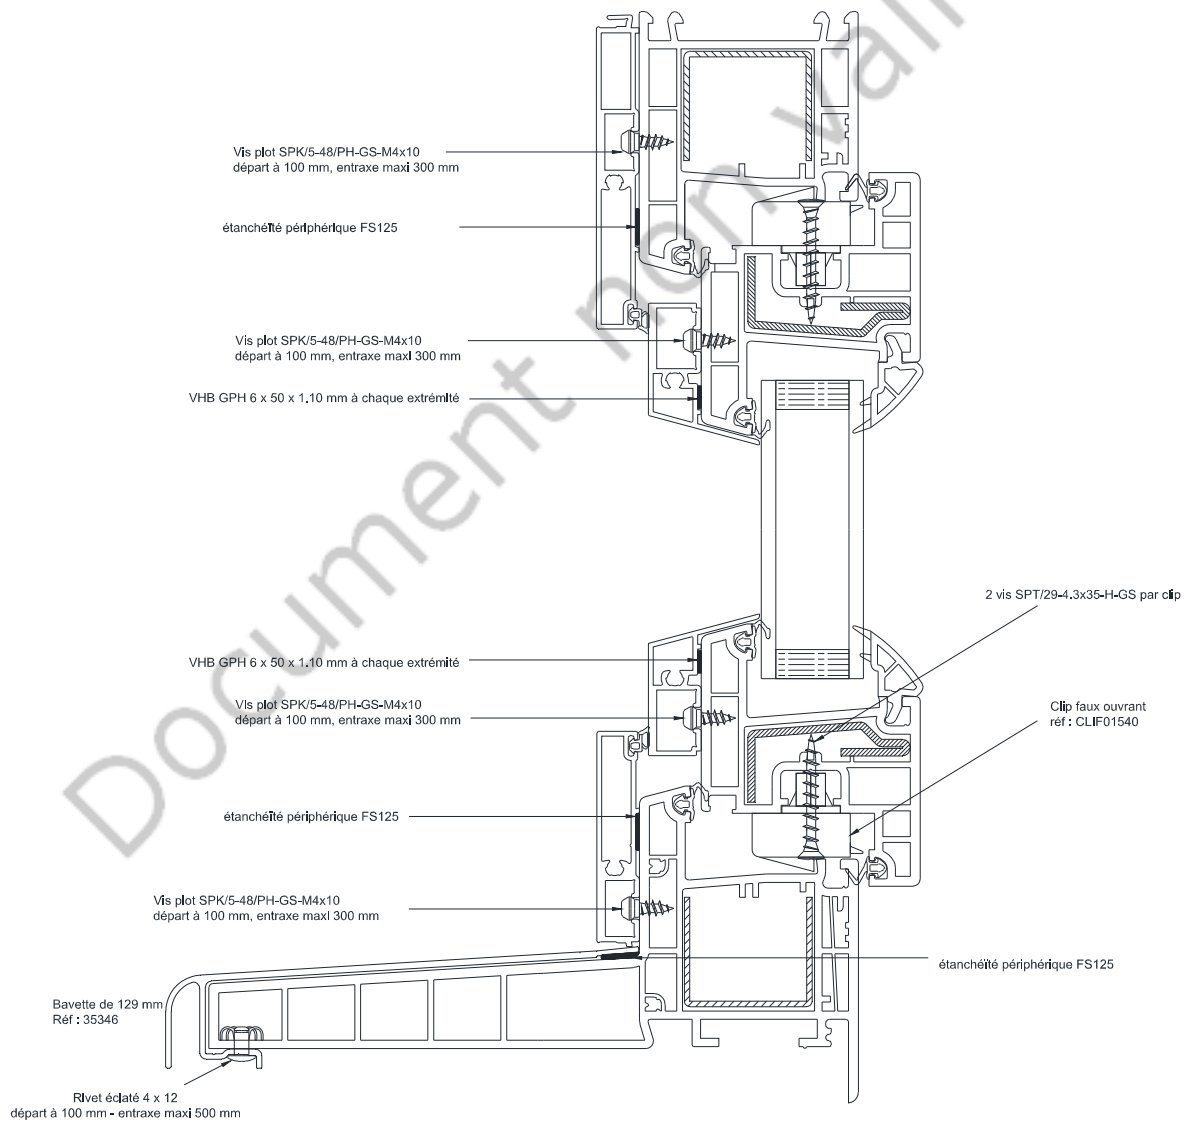 Document non vali
Vis plot SPK/5-48/PH-GS-M4x10
départ à 100 mm, entraxe maxi 300 mm
étanchéïté périphérique FS125
Vis plot SPK/5-48/PH-GS-M4x10
départ à 100 mm, entraxe maxi 300 mm
VHB GPH 6 x 50 x 1.10 mm à chaque extrémité
2 vis SPT/29-4.3x35-H-GS par clip
VHB GPH 6 x 50 x 1.10 mm à chaque extrémité
Vis plot SPK/5-48/PH-GS-M4x10
départ à 100 mm, entraxe maxi 300 mm
Clip faux ouvrant
réf : CLIF01540
étanchéïté périphérique FS125
Vis plot SPK/5-48/PH-GS-M4x10
départ à 100 mm, entraxe maxi 300 mm
étanchéïté périphérique FS125
Bavette de 129 mm
Réf : 35346
Rivet éclaté 4 x 12
départ à 100 mm - entraxe maxi 500 mm